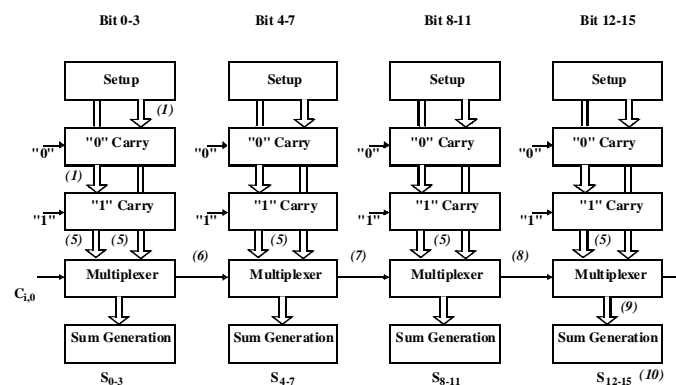 Bit 0-3 Bit 4-7 Bit 8-11 Bit 12-15
Setup Setup Setup Setup
(1)
"0" "0" Carry "0" "0" Carry "0" "0" Carry "0" "0" Carry
(1)
"1" "1" Carry "1" "1" Carry "1" "1" Carry "1" "1" Carry
(5) (5) (5) (5) (5)
(6) (7) (8)
Multiplexer Multiplexer Multiplexer Multiplexer
Ci,0
(9)
Sum Generation Sum Generation Sum Generation Sum Generation
S0-3 S4-7 S8-11 S12-15 (10)